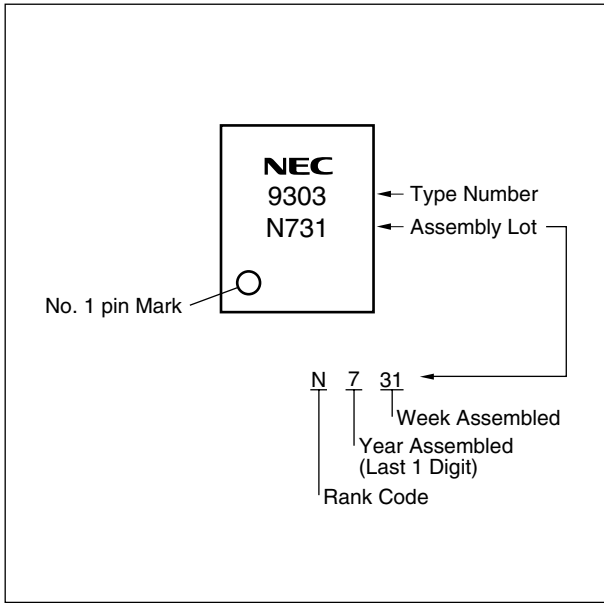 NEC
9303
N731
Type Number
Assembly Lot
No. 1 pin Mark
N 7 31
Week Assembled
Year Assembled
(Last 1 Digit)
Rank Code